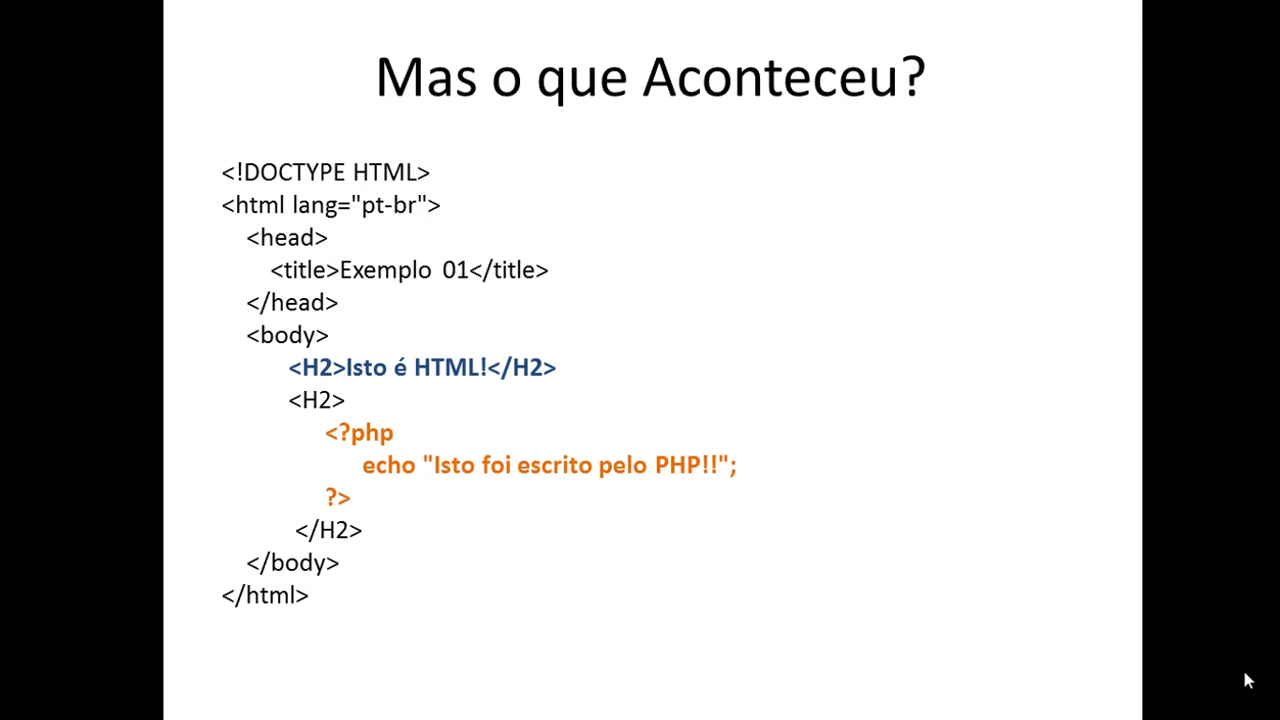 Mas o que Aconteceu?
<!DOCTYPE HTML>
<html lang="pt-br">
<head>
<title>Exemplo 01</title>
</head>
<body>
<H2>Isto é HTML!</H2>
<H2>
<?php
echo "Isto foi escrito pelo PHP!!";
?>
</H2>
</body>
</html>